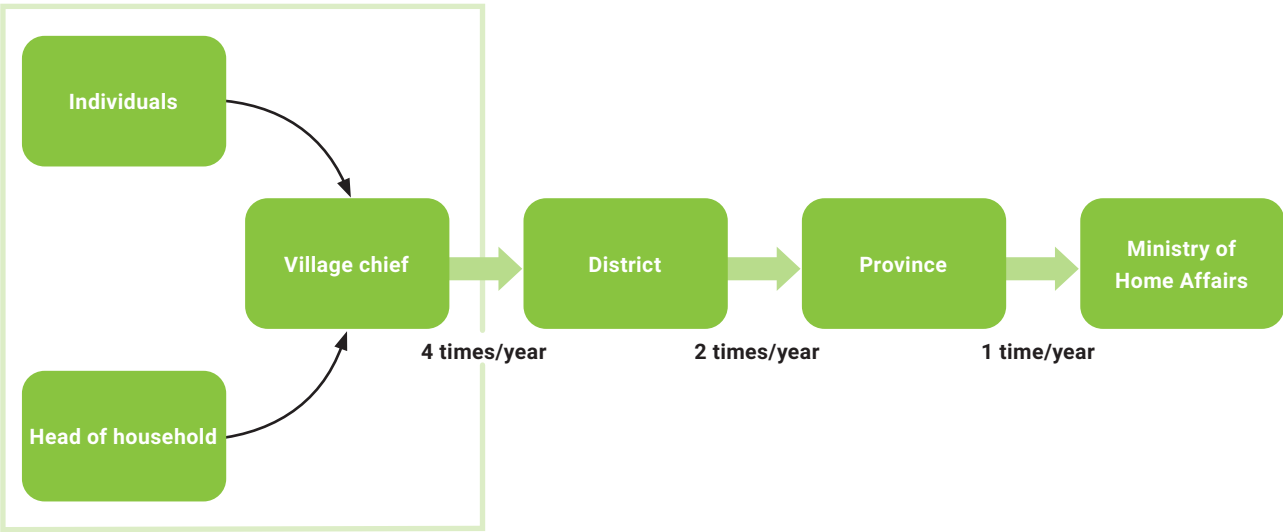 Individuals
Village chief
District
Province
Ministry of
Home Affairs
4 times/year
2 times/year
1 time/year
Head of household